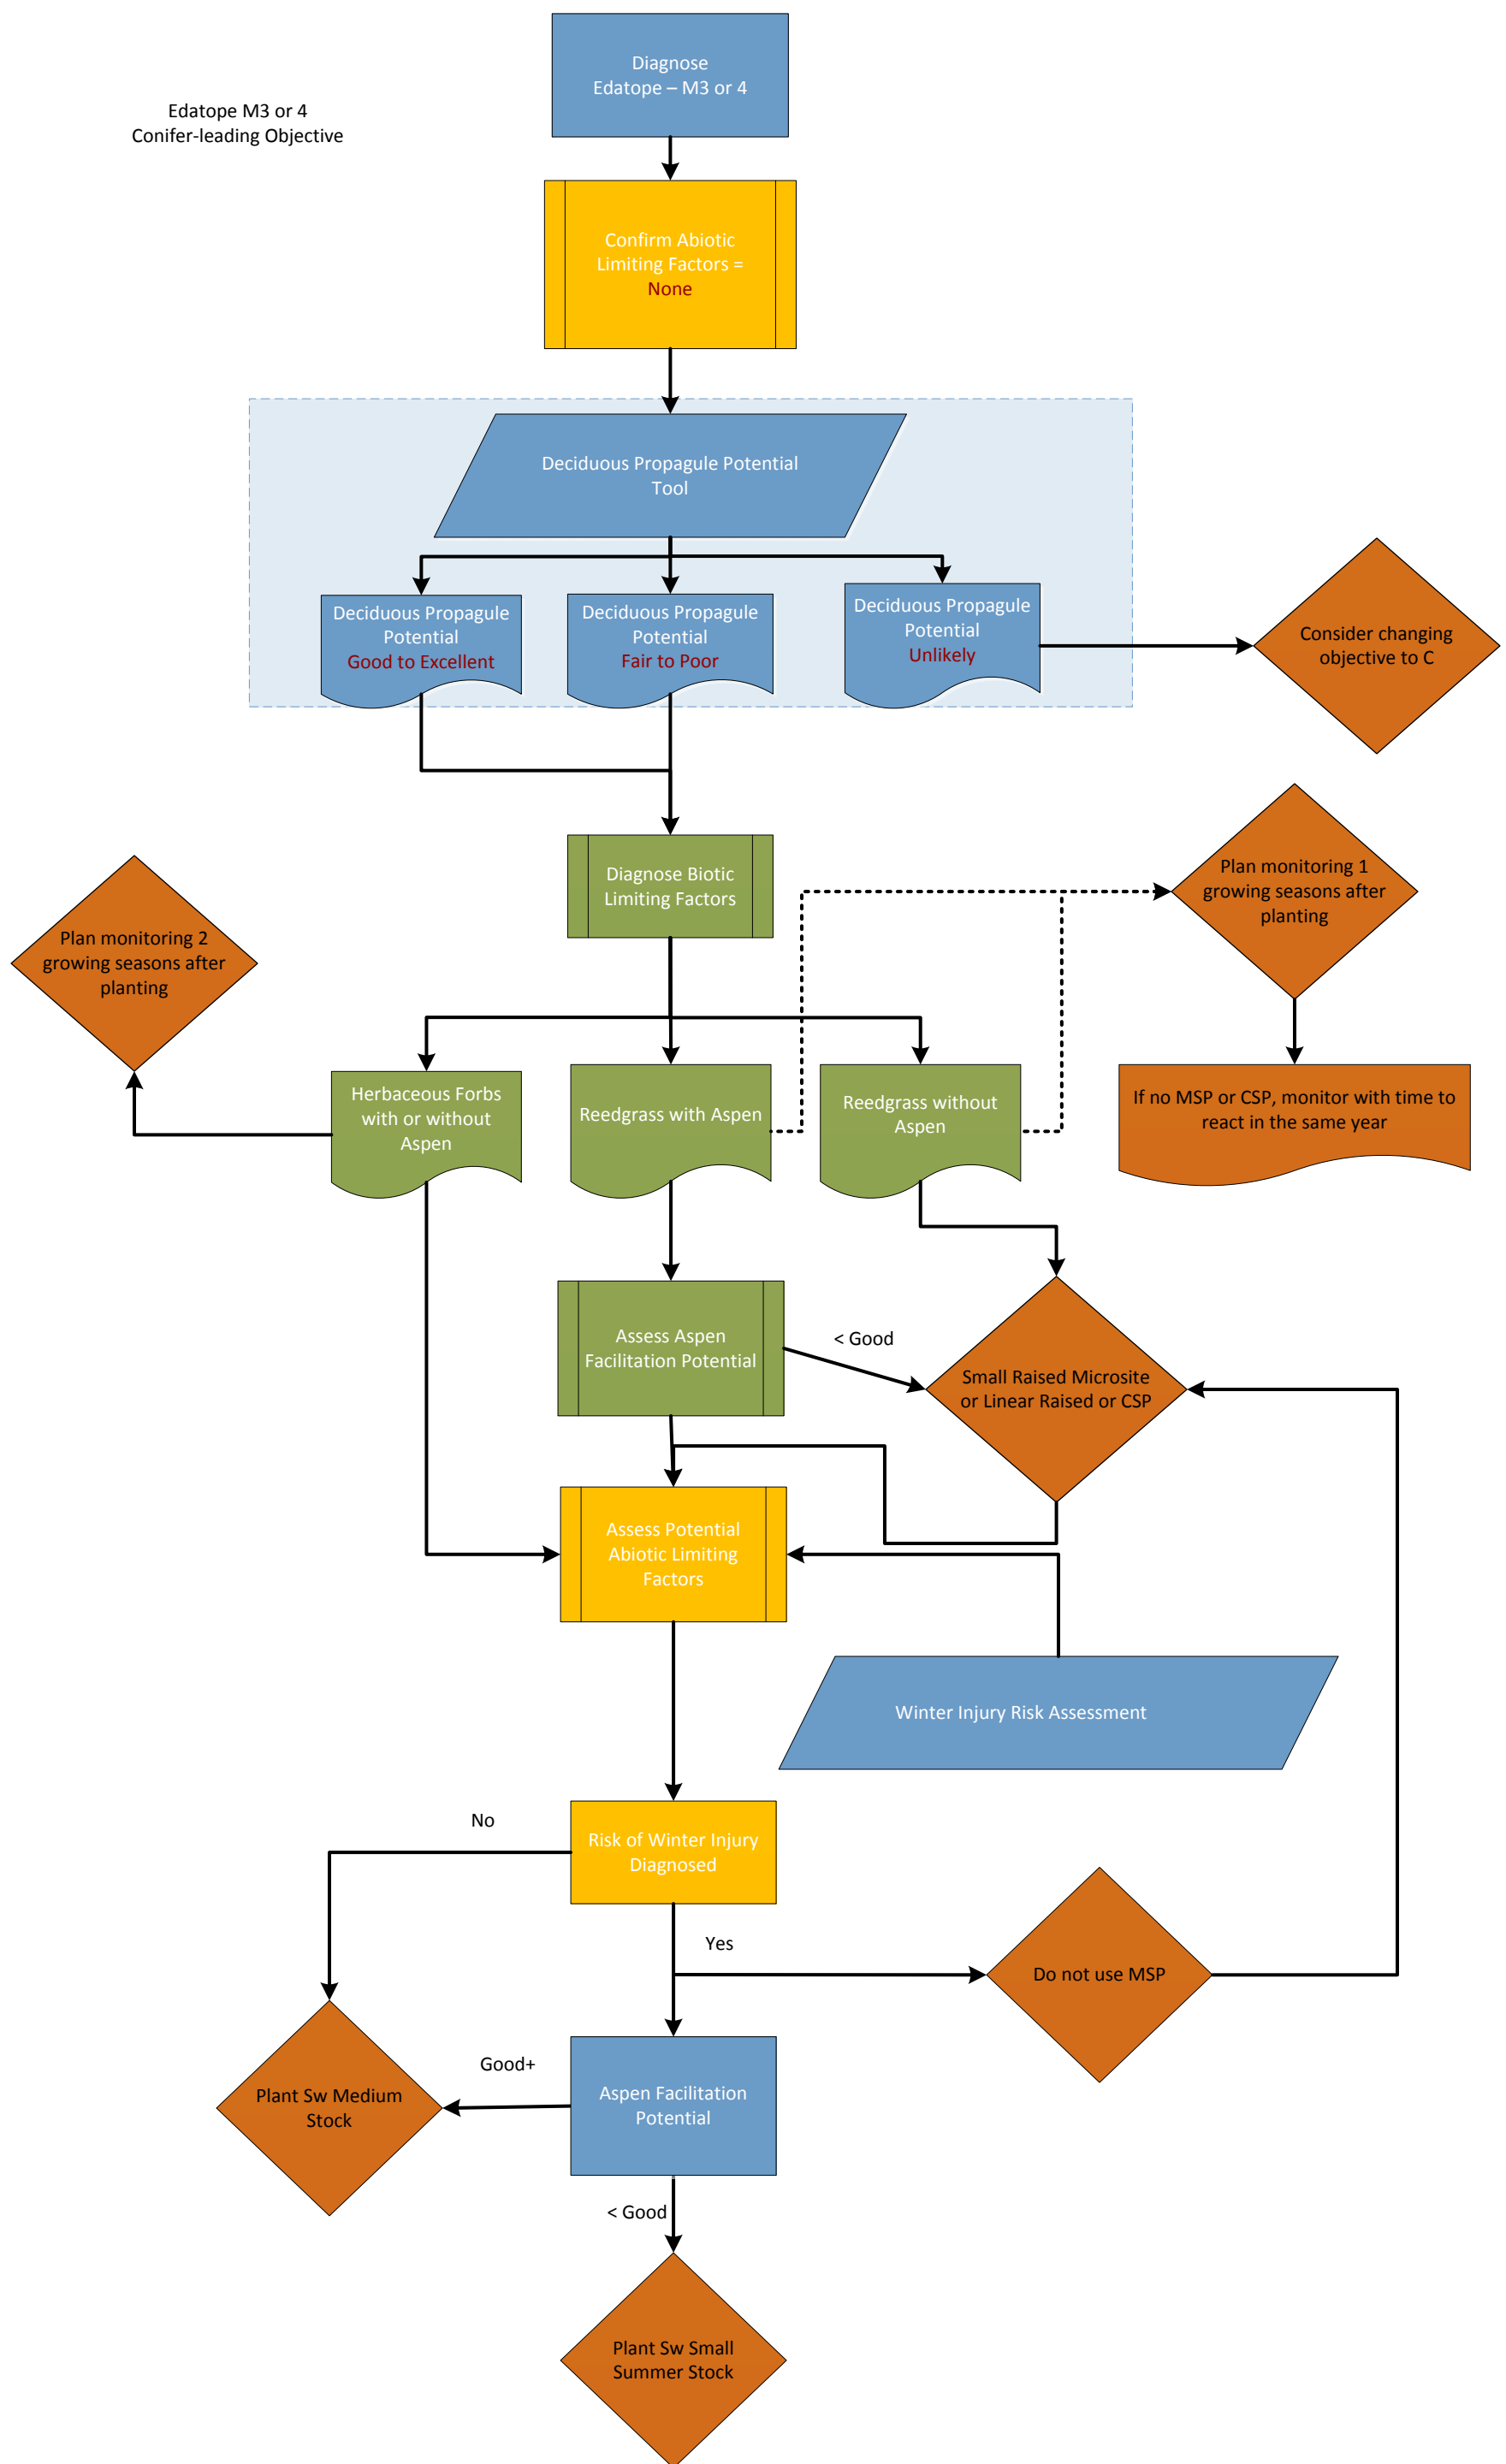 Diagnose
Edatope – M3 or 4
Edatope M3 or 4
Conifer-leading Objective
Confirm Abiotic
Limiting Factors =
None
Deciduous Propagule Potential
Tool
Deciduous Propagule
Potential
Good to Excellent
Deciduous Propagule
Potential
Fair to Poor
Deciduous Propagule
Potential
Unlikely
Consider changing
objective to C
Diagnose Biotic
Limiting Factors
Plan monitoring 1
growing seasons after
planting
Plan monitoring 2
growing seasons after
planting
Herbaceous Forbs
with or without
Aspen
Reedgrass with Aspen
Reedgrass without
Aspen
If no MSP or CSP, monitor with time to
react in the same year
Assess Aspen
Facilitation Potential
< Good
Small Raised Microsite
or Linear Raised or CSP
Assess Potential
Abiotic Limiting
Factors
Winter Injury Risk Assessment
No
Risk of Winter Injury
Diagnosed
Yes
Do not use MSP
Good+
Plant Sw Medium
Stock
Aspen Facilitation
Potential
< Good
Plant Sw Small
Summer Stock